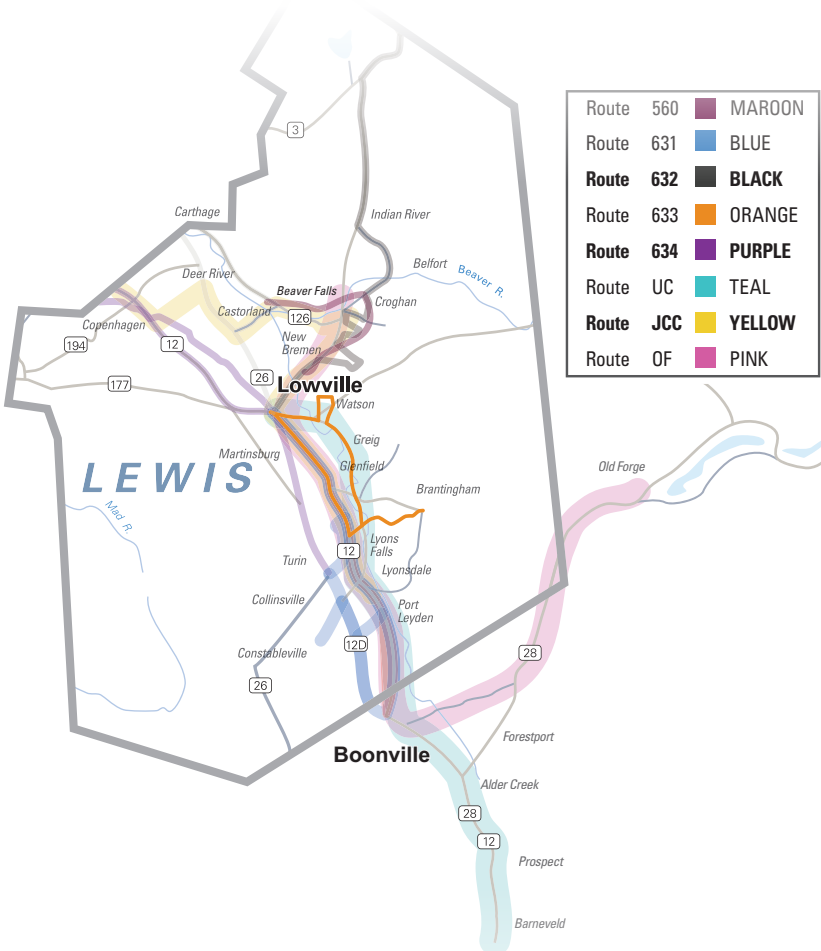 3
Route 560 MAROON
Route 631 BLUE
Route 632 BLACK
Route 633 ORANGE
Route 634 PURPLE
Route UC TEAL
Route JCC YELLOW
Route OF PINK
Carthage
Indian River
Deer River
Belfort
Beaver R.
Beaver Falls
Croghan
Castorland
126
Copenhagen
New
Bremen
194
12
26
177
Lowville
Watson
Greig
Martinsburg
Glenfield
LEWIS
Old Forge
Brantingham
Mad R.
Lyons
Falls
12
Turin
Lyonsdale
Collinsville
Port
Leyden
12D
Constableville
28
26
Forestport
Boonville
Alder Creek
28
12
Prospect
Barneveld